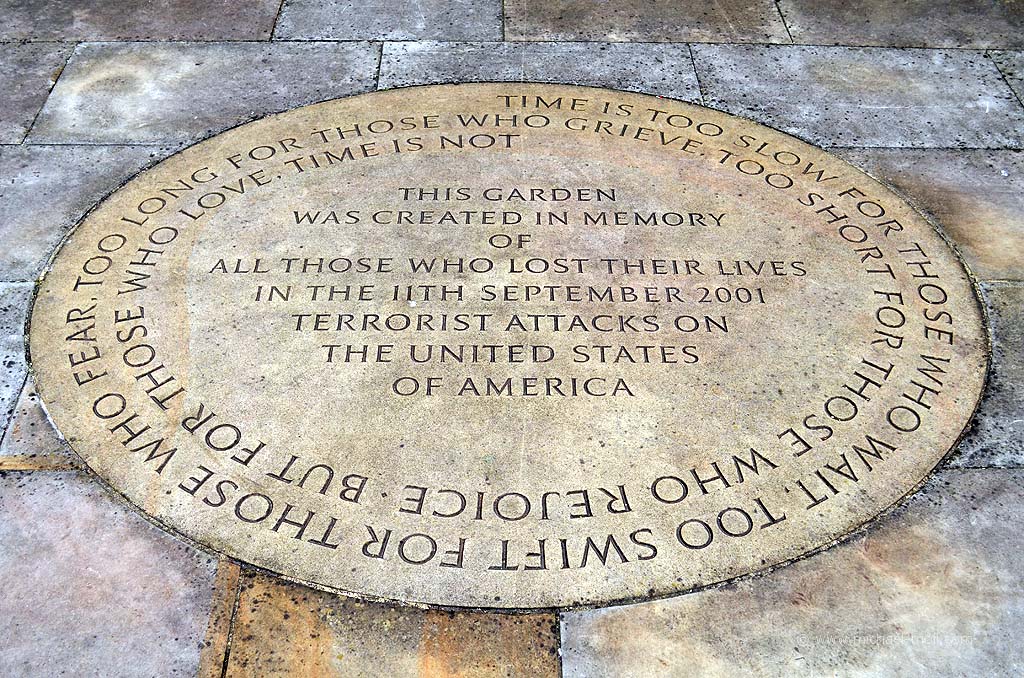 TIME IS TOO SLOW FOR THOSE WHO WAIT, TOO SWIFT FOR THOSE WHO FEAR, TOO LONG FOR THOSE WHO GRIEVE, TOO SHORT FOR THOSE WHO REJOICE. BUT FOR THOSE WHO LOVE, TIME IS NOT
THIS GARDEN
WAS CREATED IN MEMORY
OF
ALL THOSE WHO LOST THEIR LIVES
IN THE 11TH SEPTEMBER 2001
TERRORIST ATTACKS ON
THE UNITED STATES
OF AMERICA